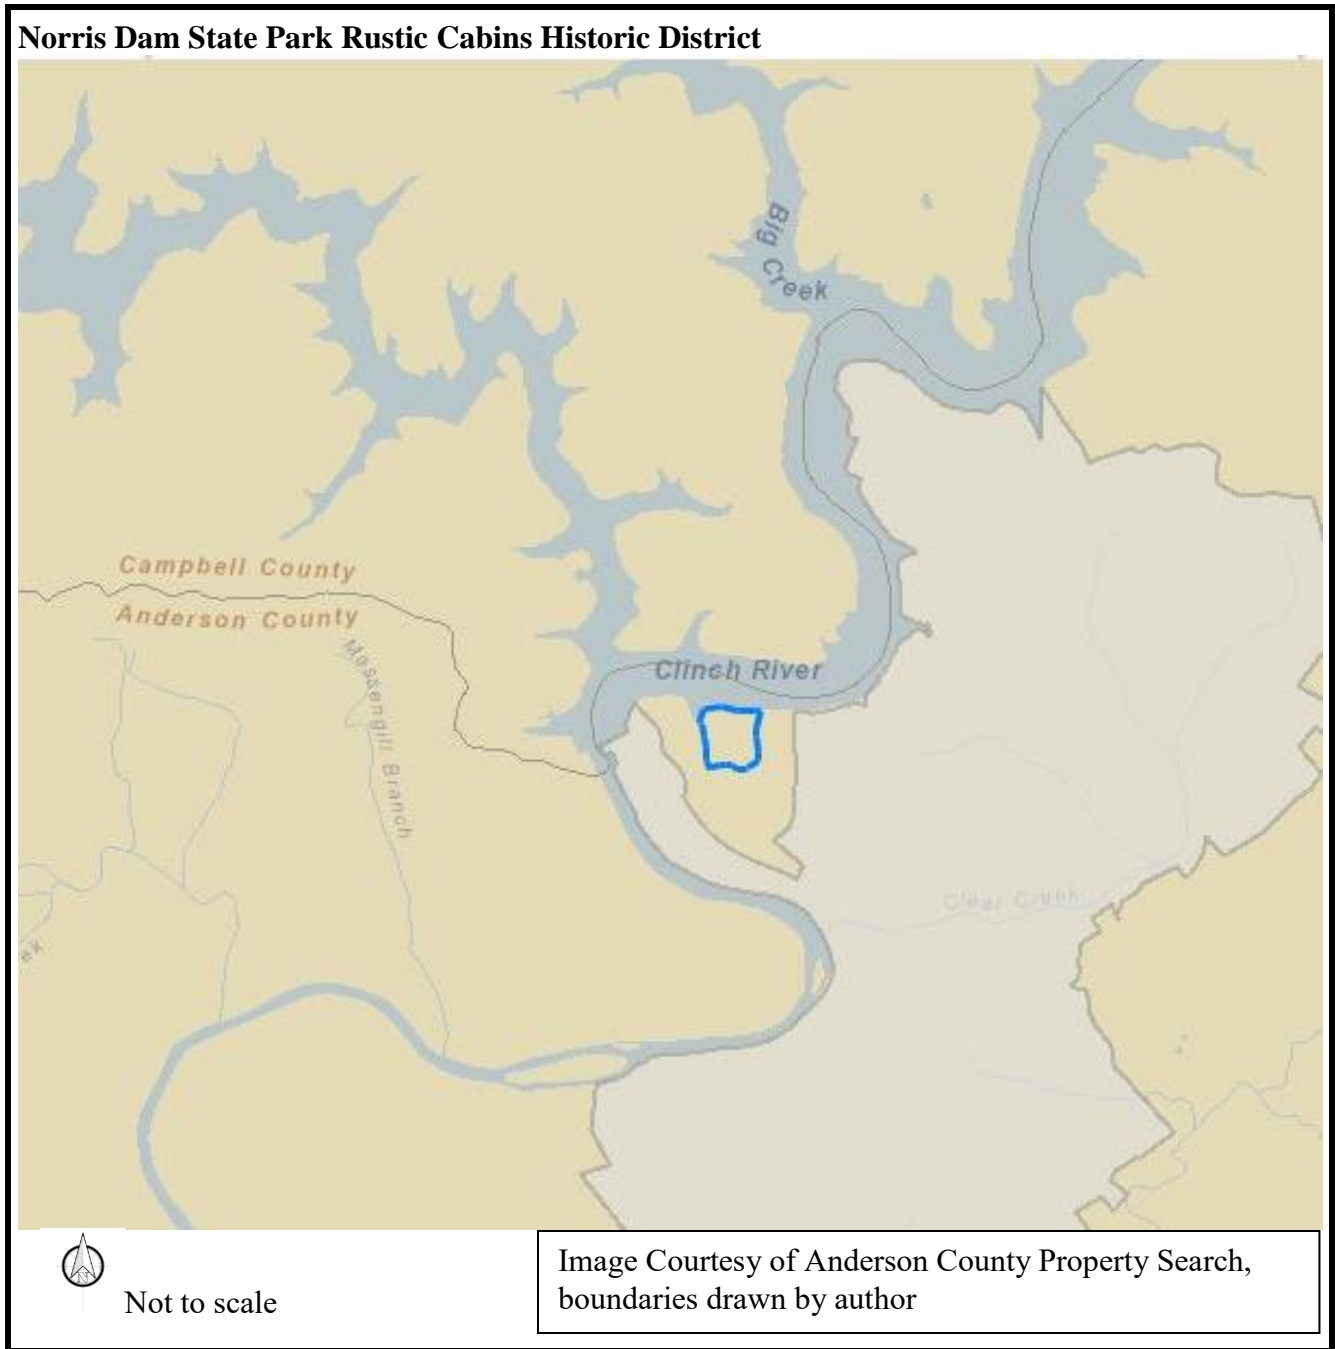 Norris Dam State Park Rustic Cabins Historic District
Big Creek
Campbell County
Anderson County
Mossengill Branch
Clinch River
Clear Creek
ek
N
Not to scale
Image Courtesy of Anderson County Property Search,
boundaries drawn by author